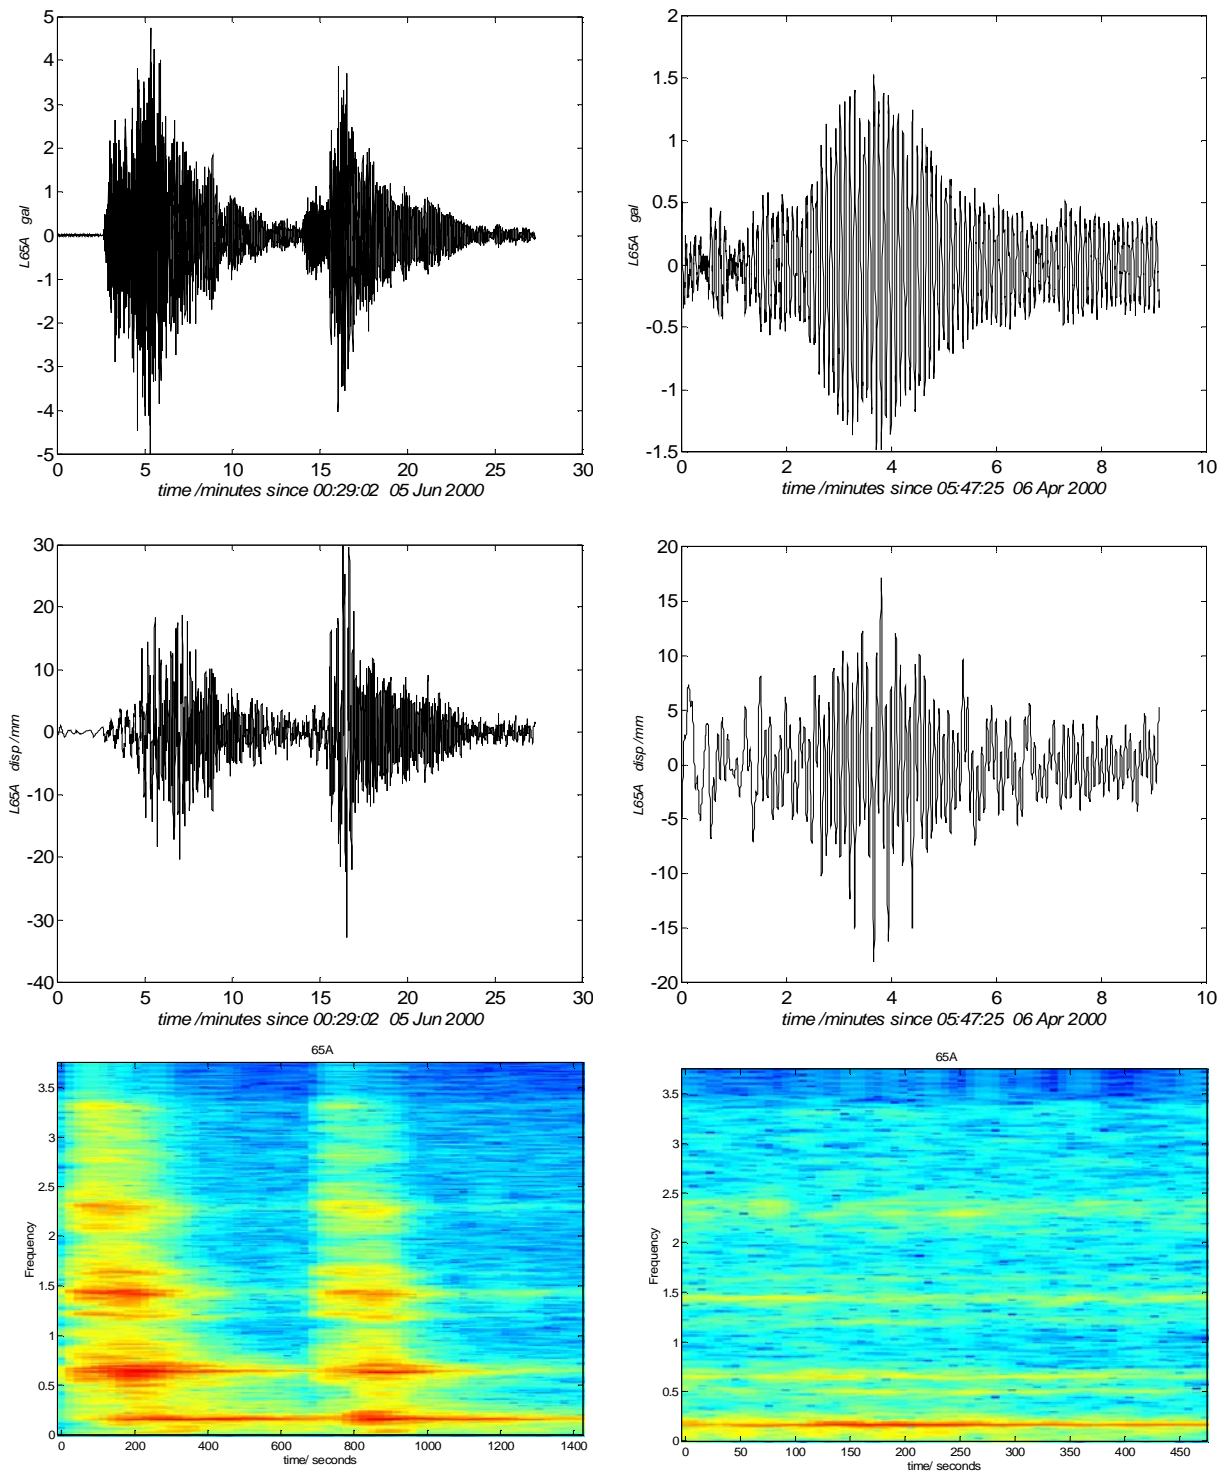 5
4
3
2
1
0
-1
-2
-3
-4
-5
L65A gal
0 5 10 15 20 25 30
time /minutes since 00:29:02 05 Jun 2000
2
1.5
1
0.5
0
-0.5
-1
-1.5
L65A gal
0 2 4 6 8 10
time /minutes since 05:47:25 06 Apr 2000
30
20
10
0
-10
-20
-30
-40
L65A disp /mm
0 5 10 15 20 25 30
time /minutes since 00:29:02 05 Jun 2000
20
15
10
5
0
-5
-10
-15
-20
L65A disp /mm
0 2 4 6 8 10
time /minutes since 05:47:25 06 Apr 2000
65A
3.5
3
2.5
2
1.5
1
0.5
0
Frequency
0 200 400 600 800 1000 1200 1400
time/ seconds
65A
3.5
3
2.5
2
1.5
1
0.5
0
Frequency
0 50 100 150 200 250 300 350 400 450
time/ seconds